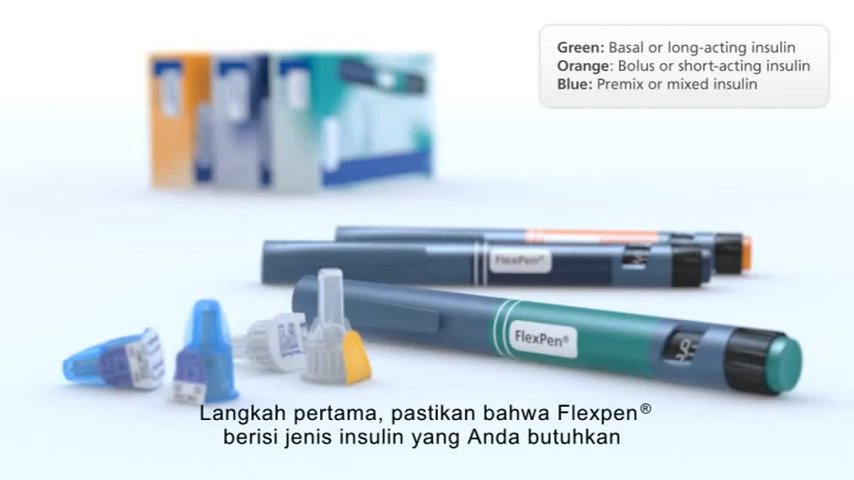 Green: Basal or long-acting insulin
Orange: Bolus or short-acting insulin
Blue: Premix or mixed insulin
FlexPen®
FlexPen®
Langkah pertama, pastikan bahwa Flexpen®
berisi jenis insulin yang Anda butuhkan